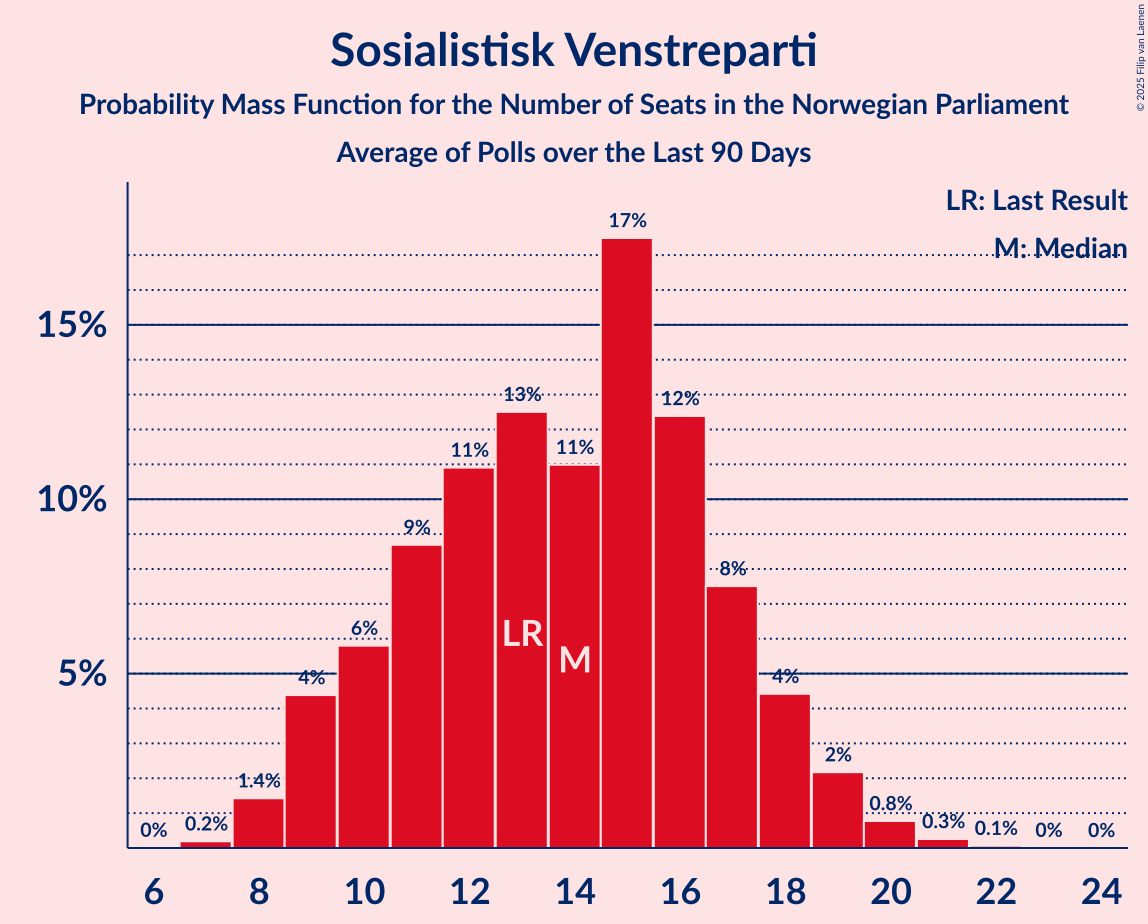 Sosialistisk Venstreparti
Probability Mass Function for the Number of Seats in the Norwegian Parliament
Average of Polls over the Last 90 Days
© 2025 Filip van Laenen
LR: Last Result
M: Median
17%
15%
13%
12%
11%
11%
10%
9%
8%
6%
LR
M
5%
4%
4%
2%
1.4%
0.8%
0.3%
0.2%
0.1%
0%
0%
0%
6 8 10 12 14 16 18 20 22 24